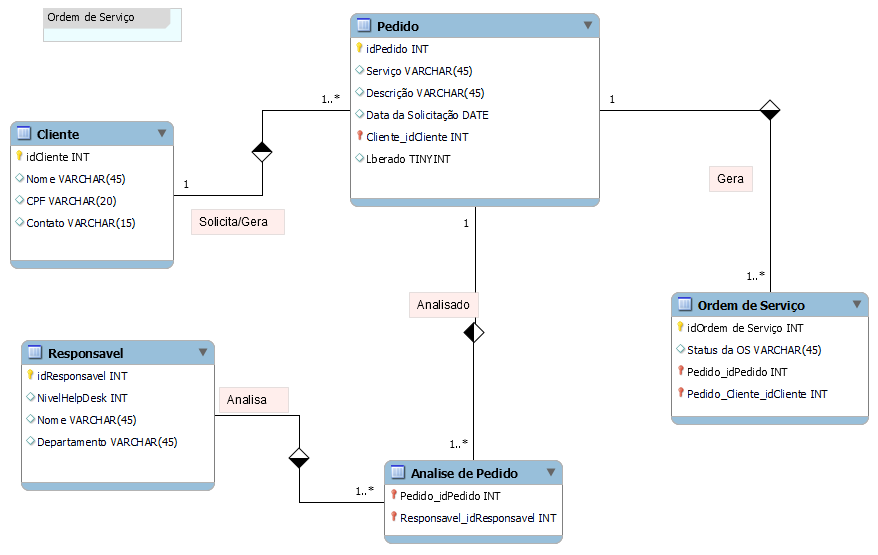 Ordem de Serviço
Pedido
idPedido INT
Serviço VARCHAR(45)
Descrição VARCHAR(45)
Data da Solicitação DATE
Cliente_idCliente INT
Lberado TINYINT
1..*
1
Cliente
idCliente INT
Nome VARCHAR(45)
CPF VARCHAR(20)
Contato VARCHAR(15)
1
Solicita/Gera
Gera
1
1..*
Analisado
Ordem de Serviço
idOrdem de Serviço INT
Status da OS VARCHAR(45)
Pedido_idPedido INT
Pedido_Cliente_idCliente INT
Responsavel
idResponsavel INT
NivelHelpDesk INT
Nome VARCHAR(45)
Departamento VARCHAR(45)
Analisa
1..*
1..*
Analise de Pedido
Pedido_idPedido INT
Responsavel_idResponsavel INT